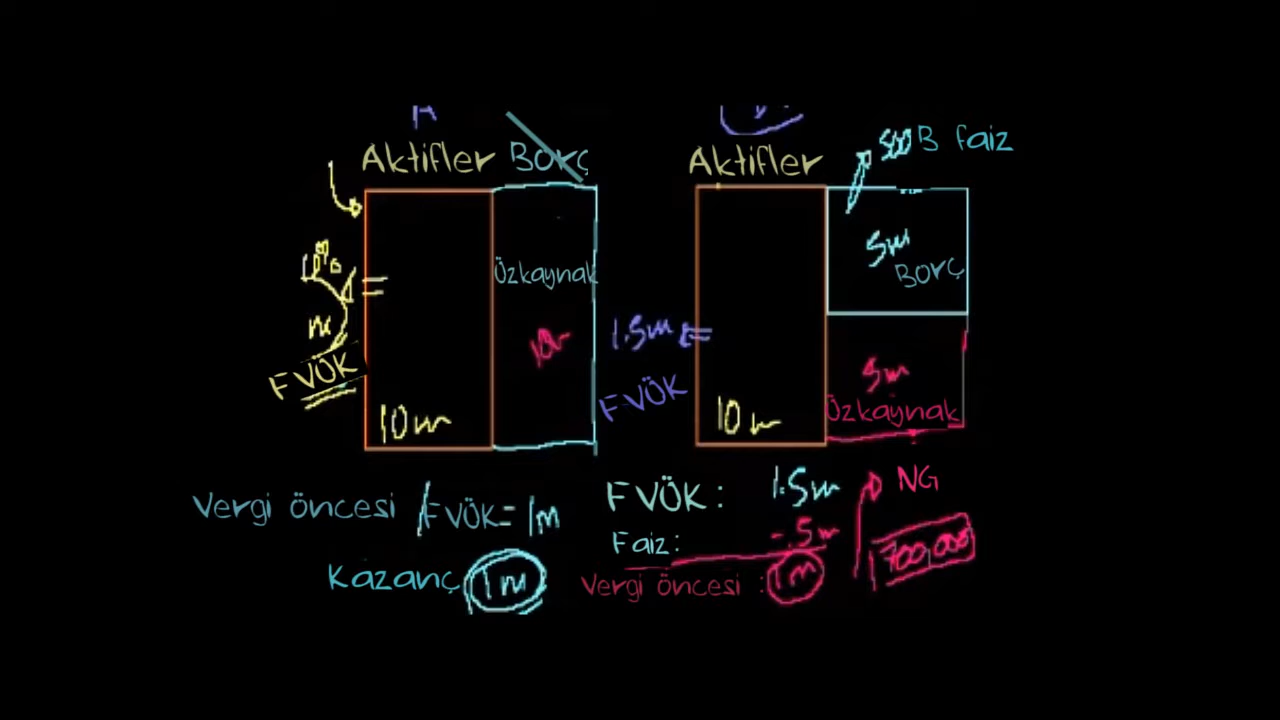 Aktifler Borç
Özkaynak
FVÖK
10m
Vergi öncesi FVÖK= 1m
Kazanç 1m
Aktifler
500B faiz
5m
Borç
1.5m =
FVÖK
5m
Özkaynak
10m
FVÖK: 1.5m
Faiz: -.5m
Vergi öncesi : 1m
NG
700,000